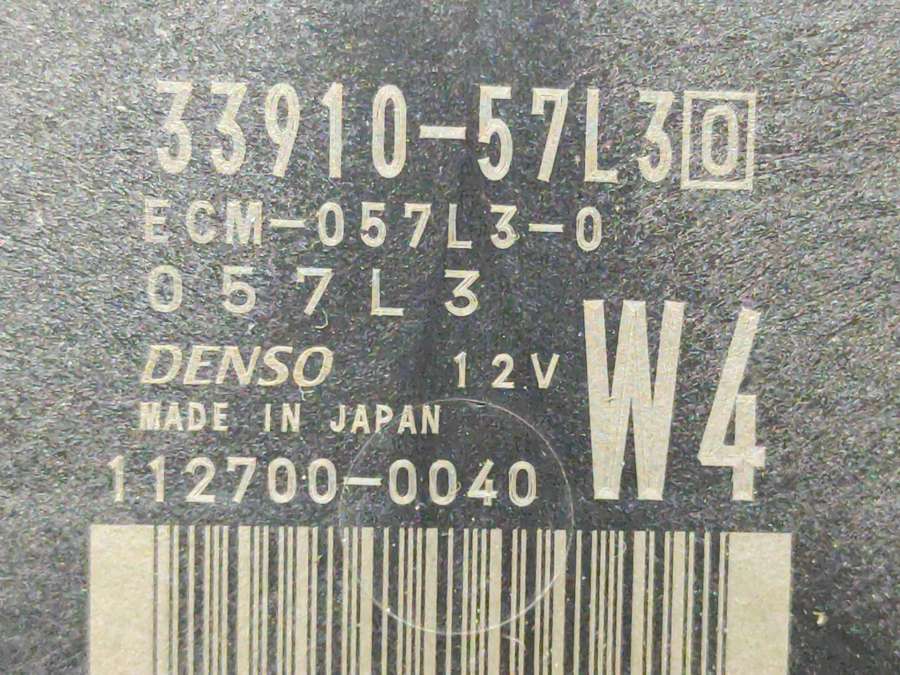 33910-57L30
ECM-057L3-0
057L3
DENSO 12V
W4
MADE IN JAPAN
112700-0040